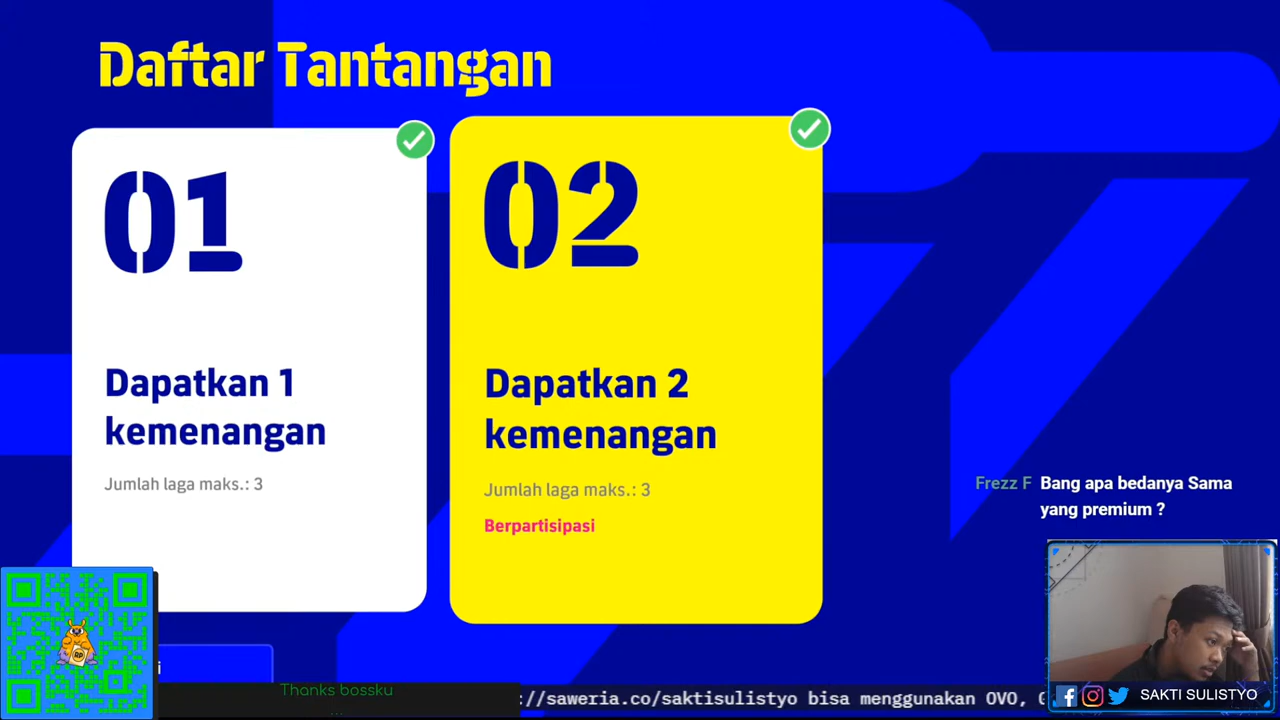 Daftar Tantangan
01
Dapatkan 1
kemenangan
Jumlah laga maks.: 3
02
Dapatkan 2
kemenangan
Jumlah laga maks.: 3
Berpartisipasi
Frezz F Bang apa bedanya Sama
yang premium ?
RP
i
Thanks bossku
...
://saweria.co/saktisulistyo bisa menggunakan OVO,
SAKTI SULISTYO